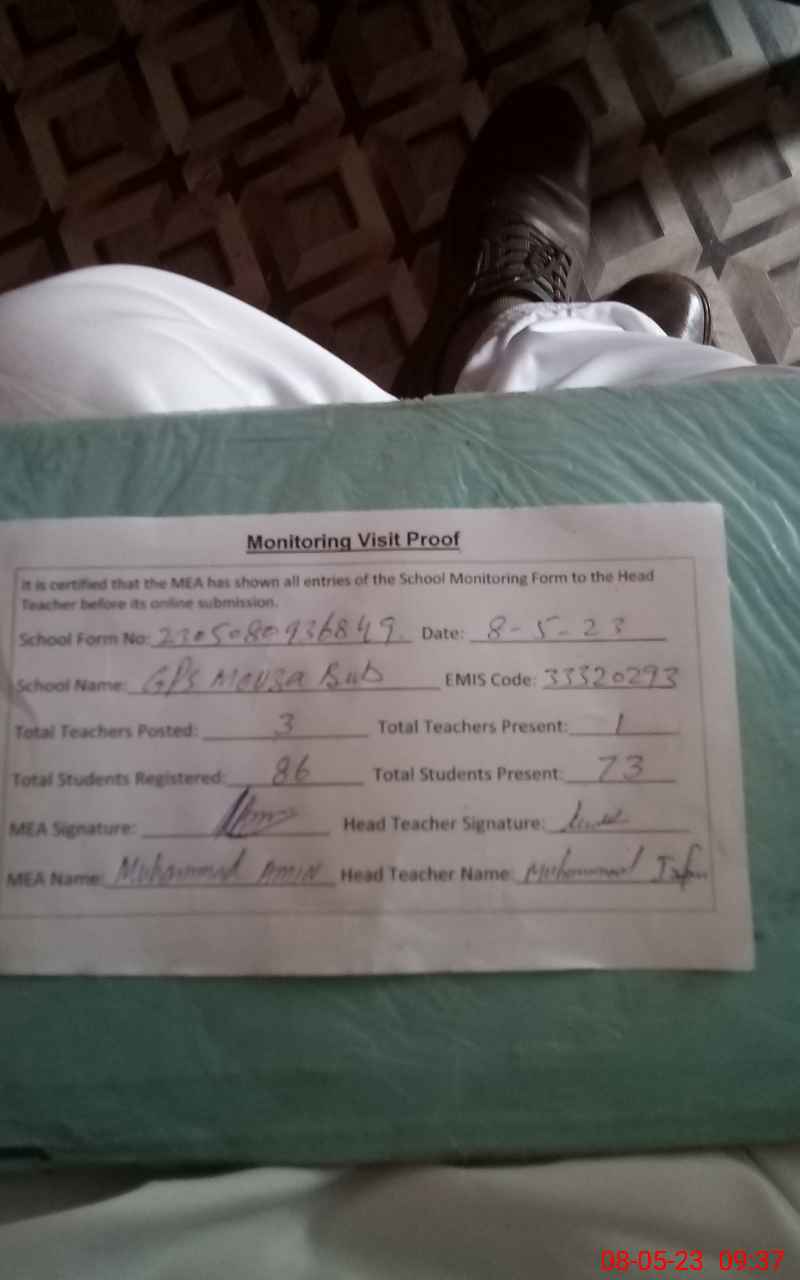 Monitoring Visit Proof
It is certified that the MEA has shown all entries of the School Monitoring Form to the Head
Teacher before its online submission.
School Form No: 2305080936849 Date: 8-5-23
School Name: GPS Mouza Bub EMIS Code: 33320293
Total Teachers Posted: 3 Total Teachers Present: 1
Total Students Registered: 86 Total Students Present: 73
MEA Signature: Head Teacher Signature:
MEA Name: Muhammad Amin Head Teacher Name: Muhammad
08-05-23 09:37